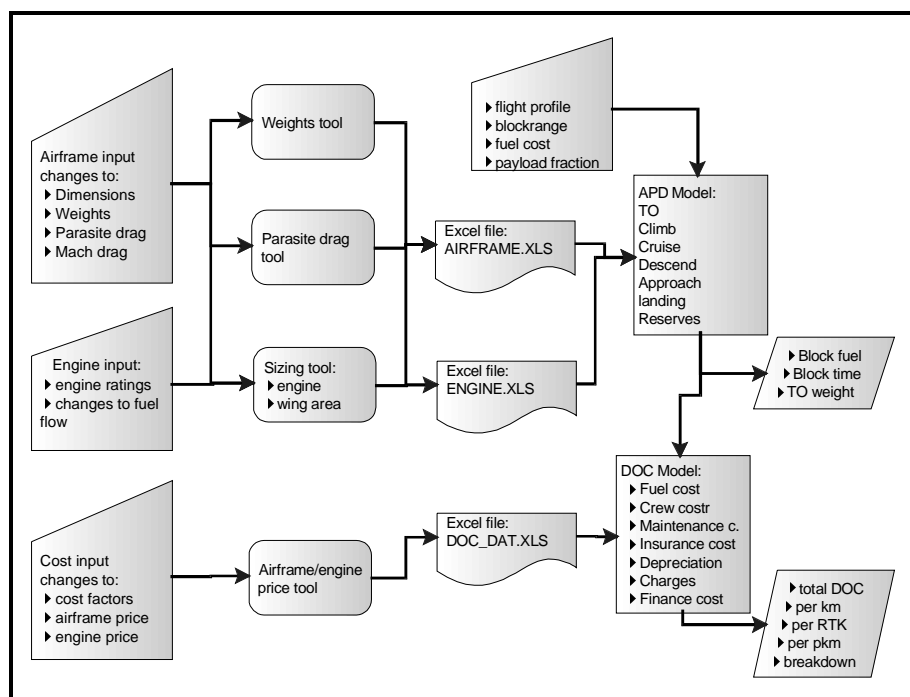 Airframe input
changes to:
Dimensions
Weights
Parasite drag
Mach drag
Engine input:
engine ratings
changes to fuel
flow
Cost input
changes to:
cost factors
airframe price
engine price
Weights tool
Parasite drag
tool
Sizing tool:
engine
wing area
Airframe/engine
price tool
flight profile
blockrange
fuel cost
payload fraction
Excel file:
AIRFRAME.XLS
Excel file:
ENGINE.XLS
Excel file:
DOC_DAT.XLS
APD Model:
TO
Climb
Cruise
Descend
Approach
landing
Reserves
Block fuel
Block time
TO weight
DOC Model:
Fuel cost
Crew costr
Maintenance c.
Insurance cost
Depreciation
Charges
Finance cost
total DOC
per km
per RTK
per pkm
breakdown